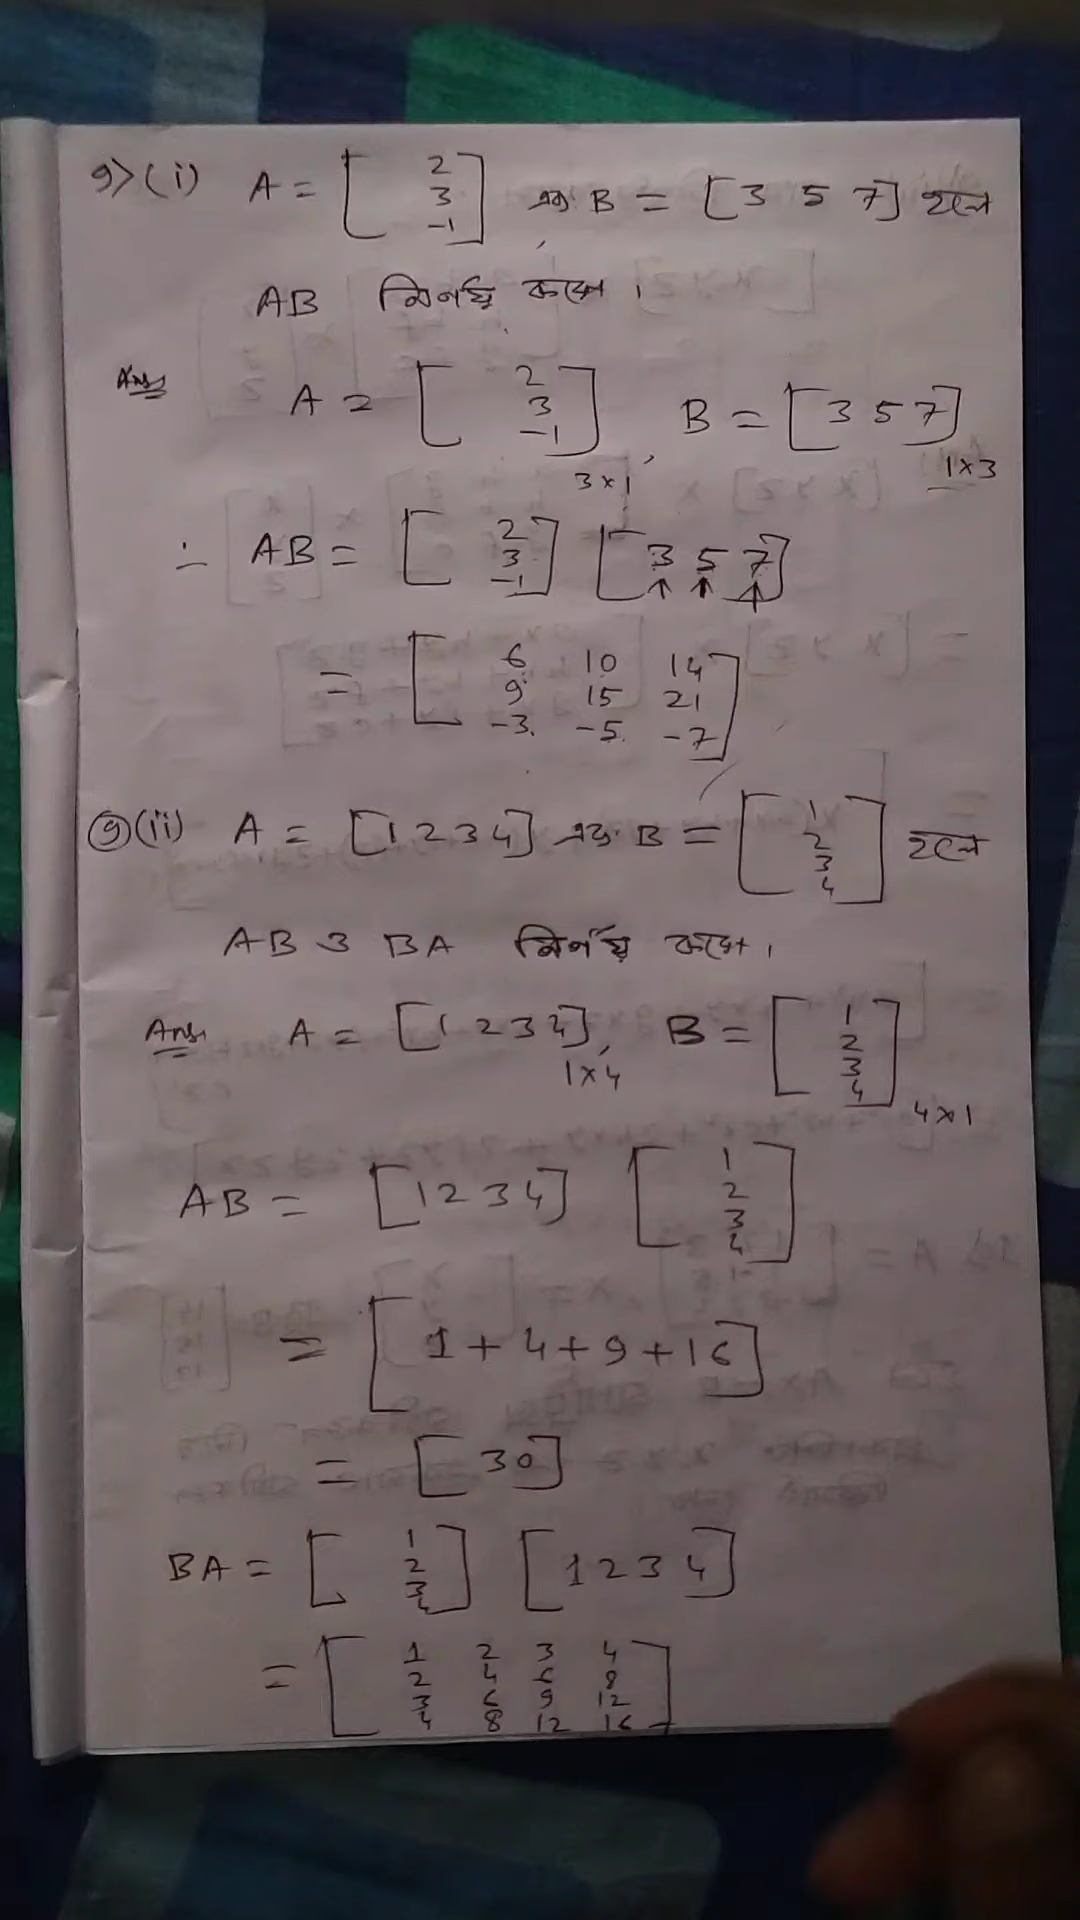 9>(i) A = [ 2 3 -1 ] এবং B = [3 5 7] হলে
AB নির্নয় করো।
Ans A = [ 2 3 -1 ] 3×1, B = [3 5 7] 1×3
∴ AB = [ 2 3 -1 ] [ 3 5 7 ]
= [ 6 10 14
9 15 21
-3 -5 -7 ]
9(ii) A = [1 2 3 4] এবং B = [ 1 2 3 4 ] হলে
AB ও BA নির্নয় করো।
Ans A = [1 2 3 4] 1×4, B = [ 1 2 3 4 ] 4×1
AB = [1 2 3 4] [ 1 2 3 4 ]
= [ 1 + 4 + 9 + 16 ]
= [ 30 ]
BA = [ 1 2 3 4 ] [ 1 2 3 4 ]
= [ 1 2 3 4
2 4 6 8
3 6 9 12
4 8 12 16 ]